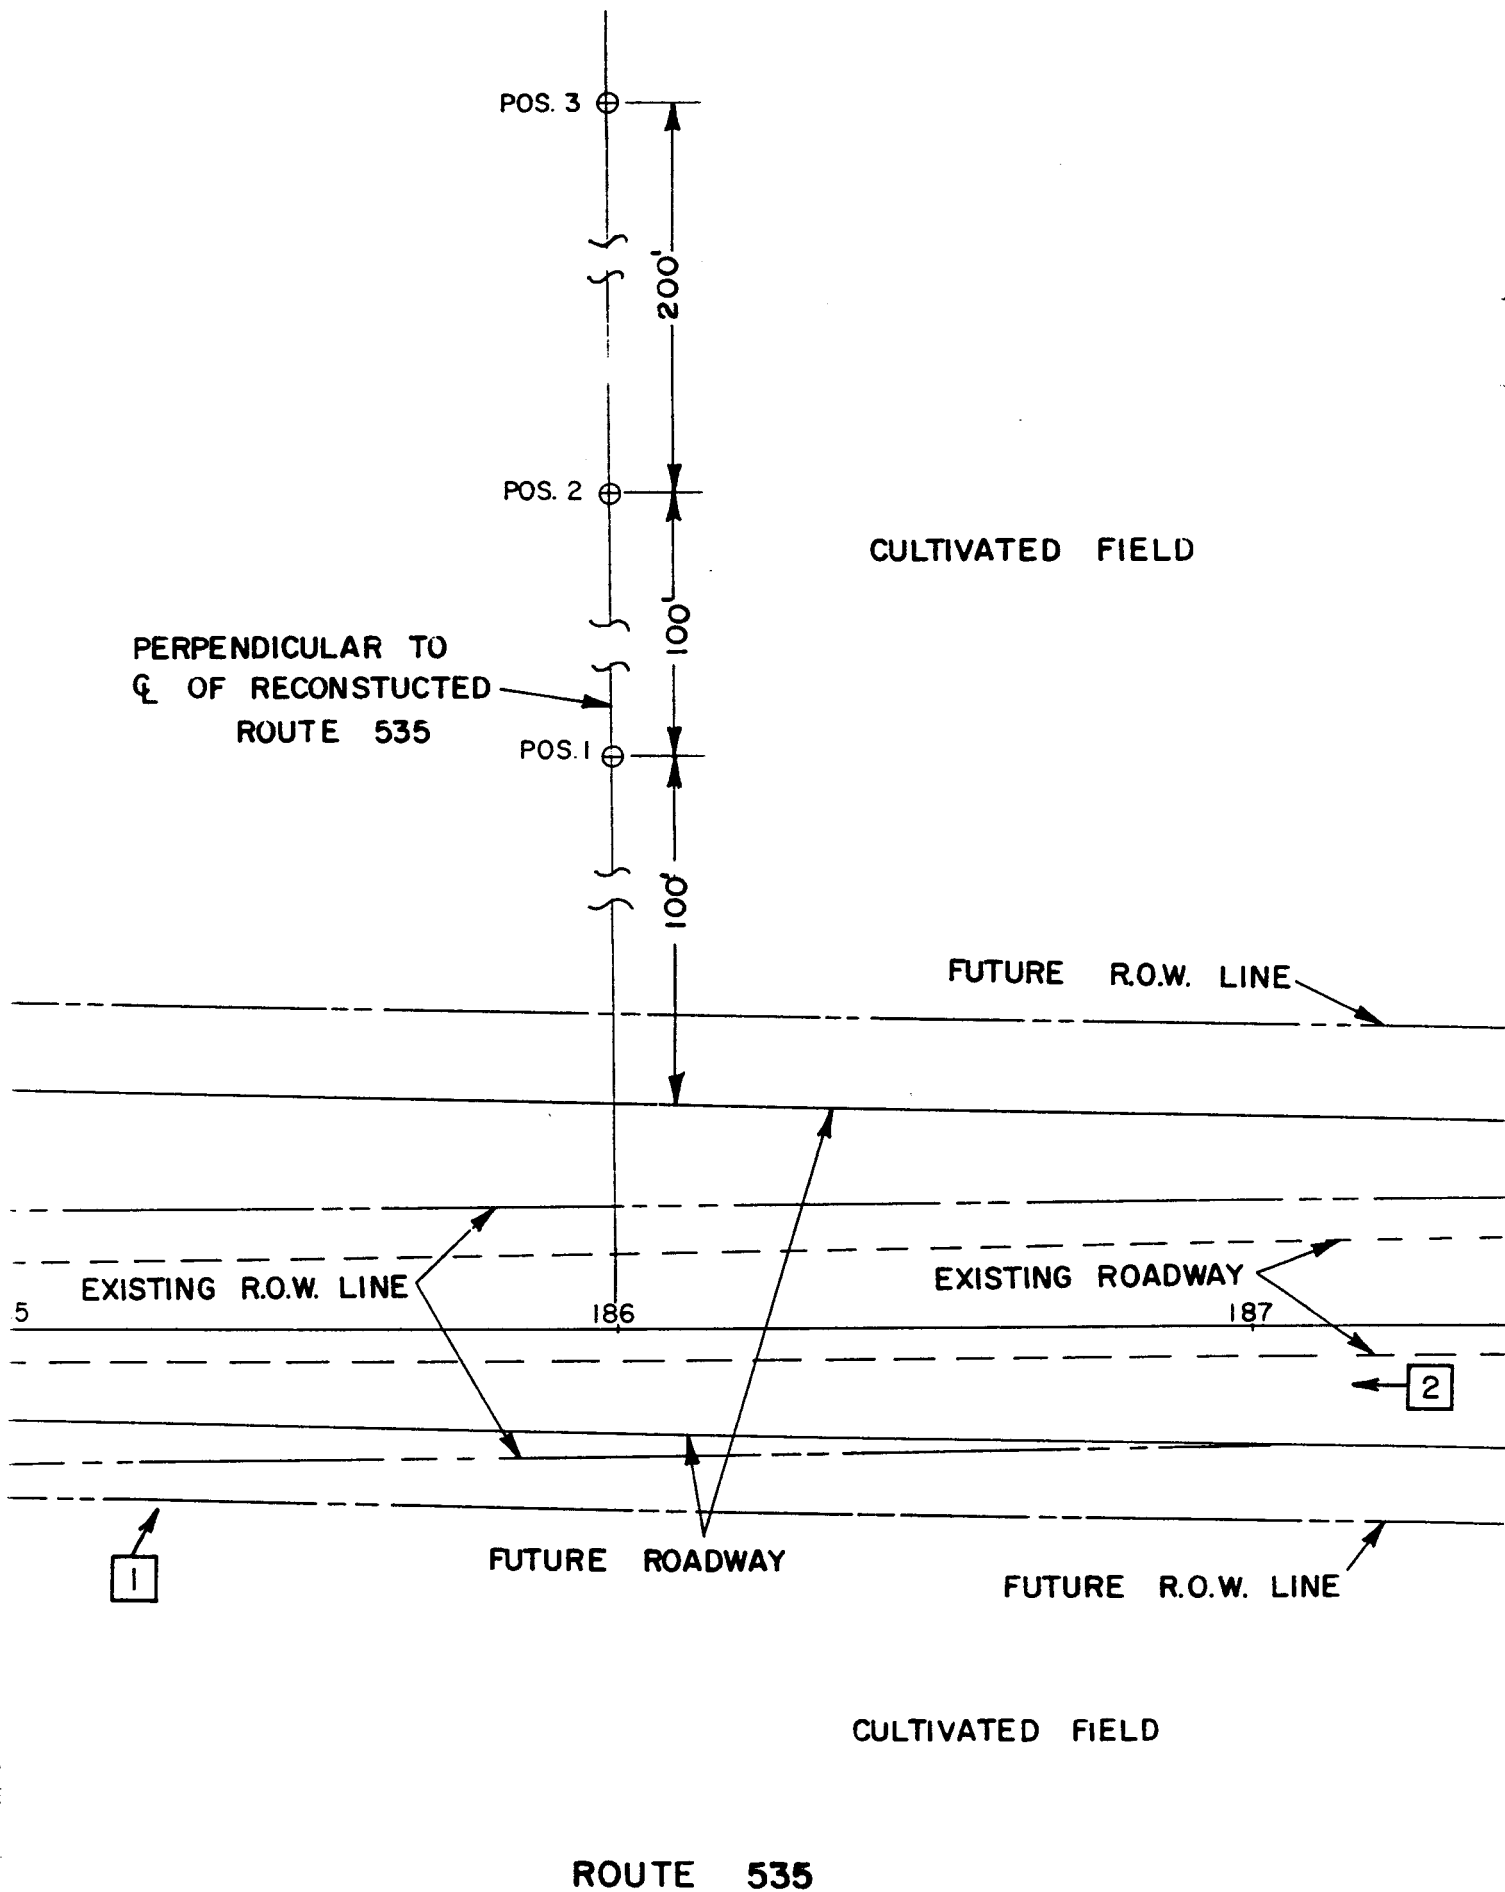 POS. 3
200'
POS. 2
CULTIVATED FIELD
100'
PERPENDICULAR TO
℄ OF RECONSTUCTED
ROUTE 535
POS. 1
100'
FUTURE R.O.W. LINE
EXISTING R.O.W. LINE
EXISTING ROADWAY
5
186
187
2
1
FUTURE ROADWAY
FUTURE R.O.W. LINE
CULTIVATED FIELD
ROUTE 535